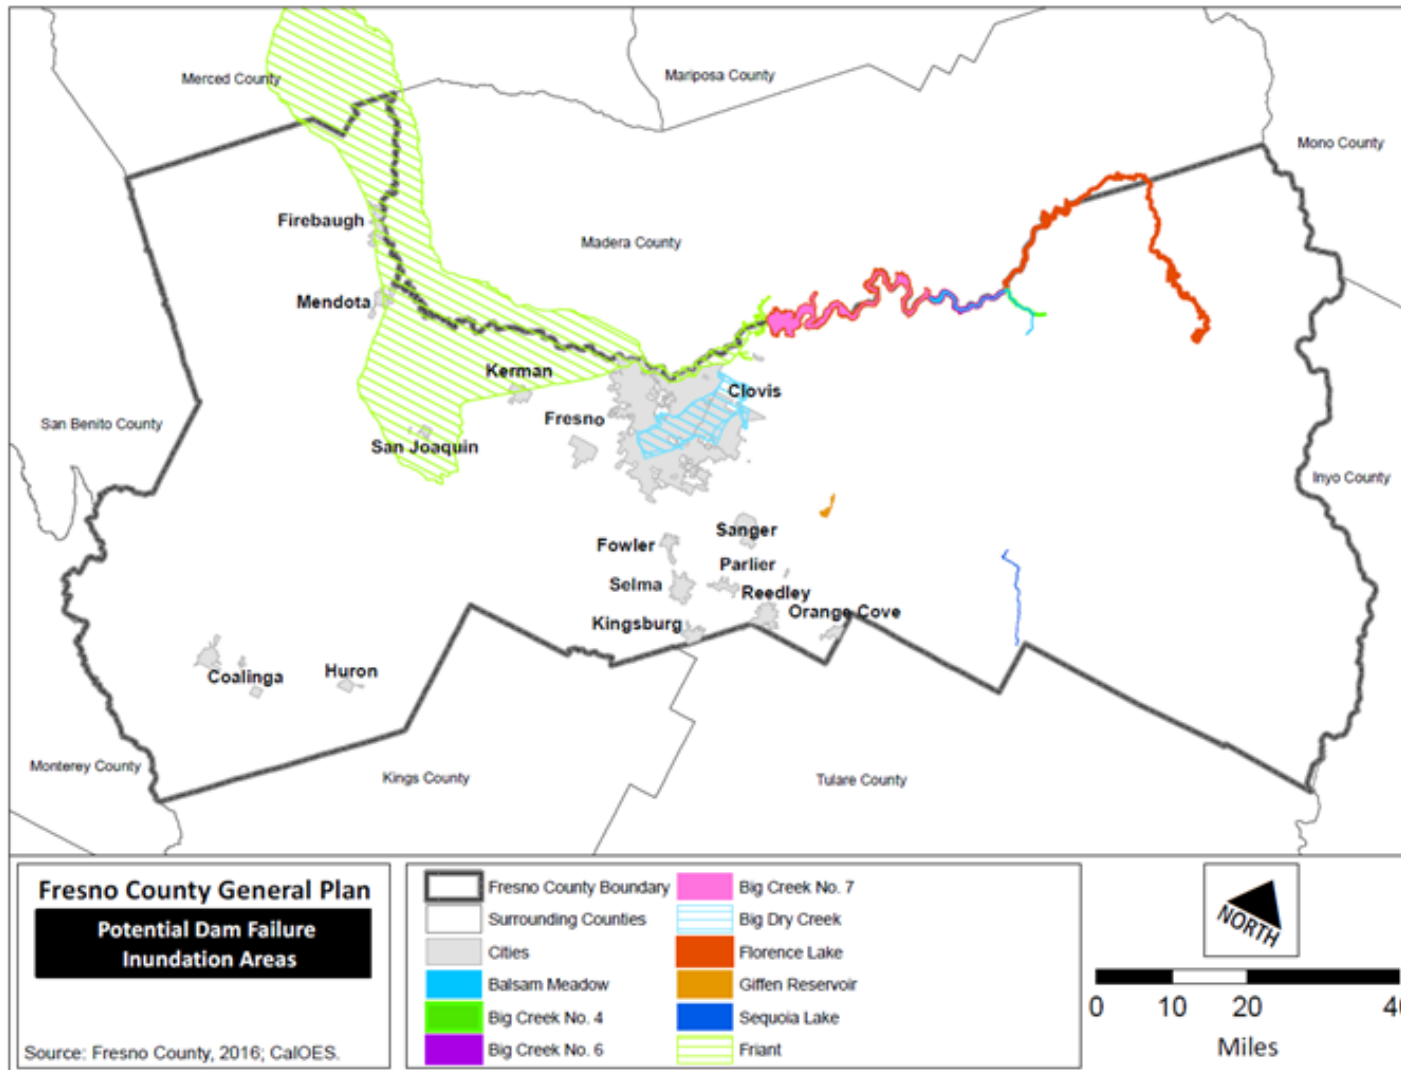 Merced County
Mariposa County
Mono County
Firebaugh
Madera County
Mendota
Kerman
Clovis
Fresno
San Benito County
San Joaquin
Inyo County
Sanger
Fowler
Parlier
Selma
Reedley
Orange Cove
Kingsburg
Coalinga
Huron
Monterey County
Kings County
Tulare County
Fresno County General Plan
Potential Dam Failure
Inundation Areas
Source: Fresno County, 2016; CalOES.
Fresno County Boundary
Surrounding Counties
Cities
Balsam Meadow
Big Creek No. 4
Big Creek No. 6
Big Creek No. 7
Big Dry Creek
Florence Lake
Giffen Reservoir
Sequoia Lake
Friant
NORTH
0 10 20
Miles